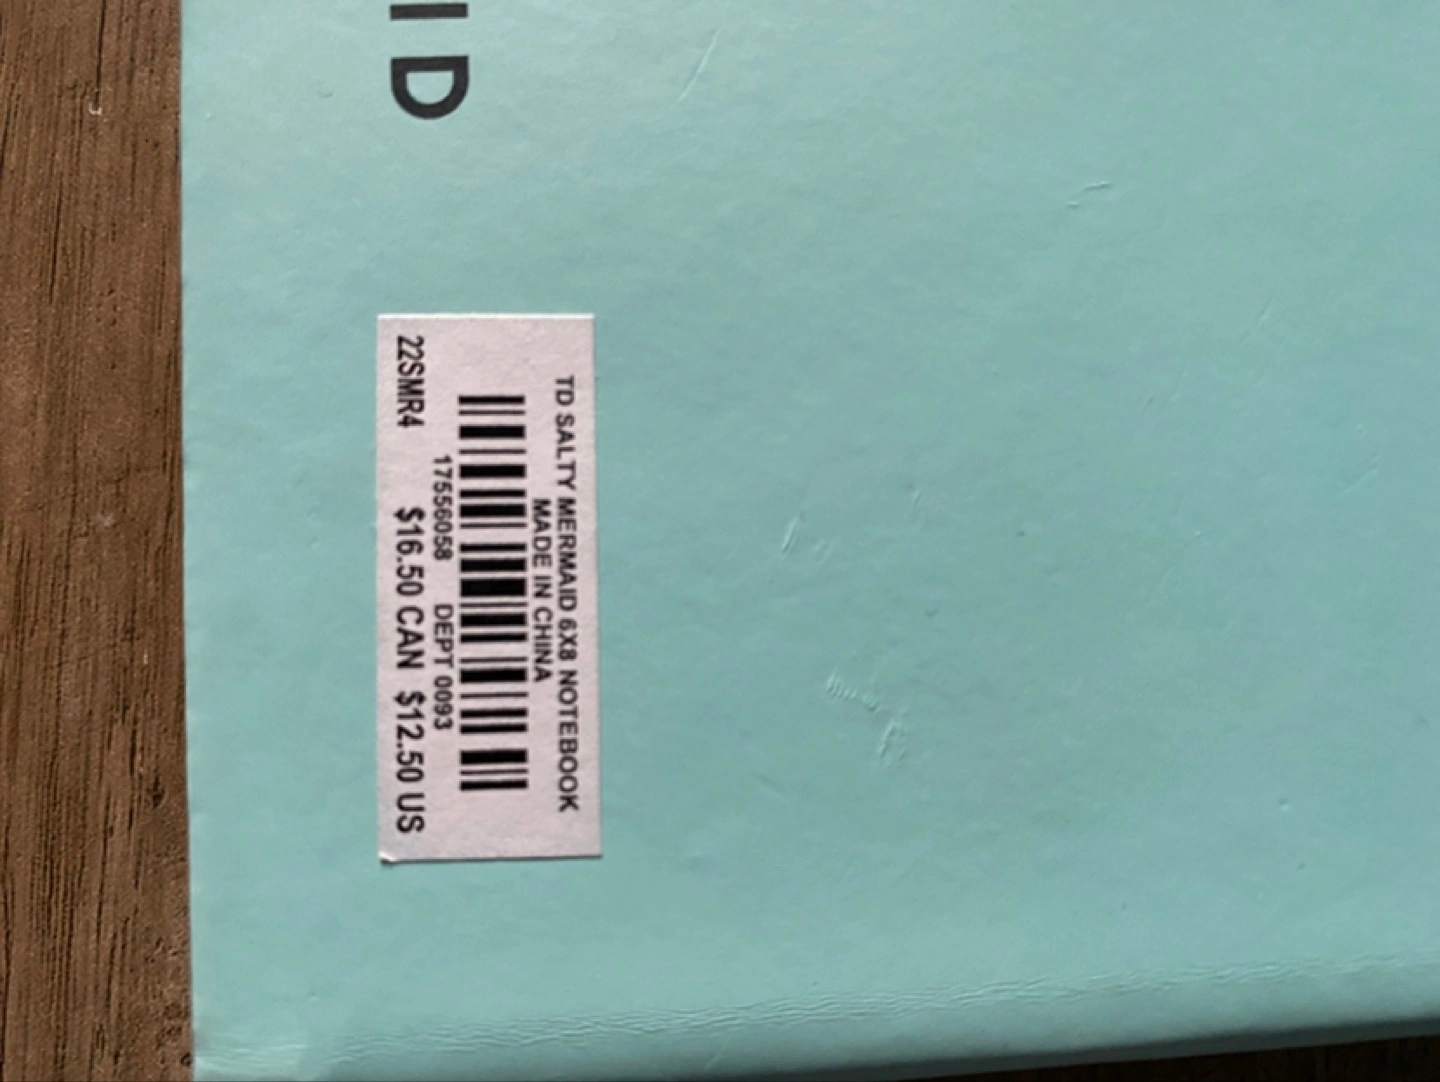 ID
TD SALTY MERMAID 6X8 NOTEBOOK
MADE IN CHINA
17556058 DEPT 0093
22SMR4 $16.50 CAN $12.50 US